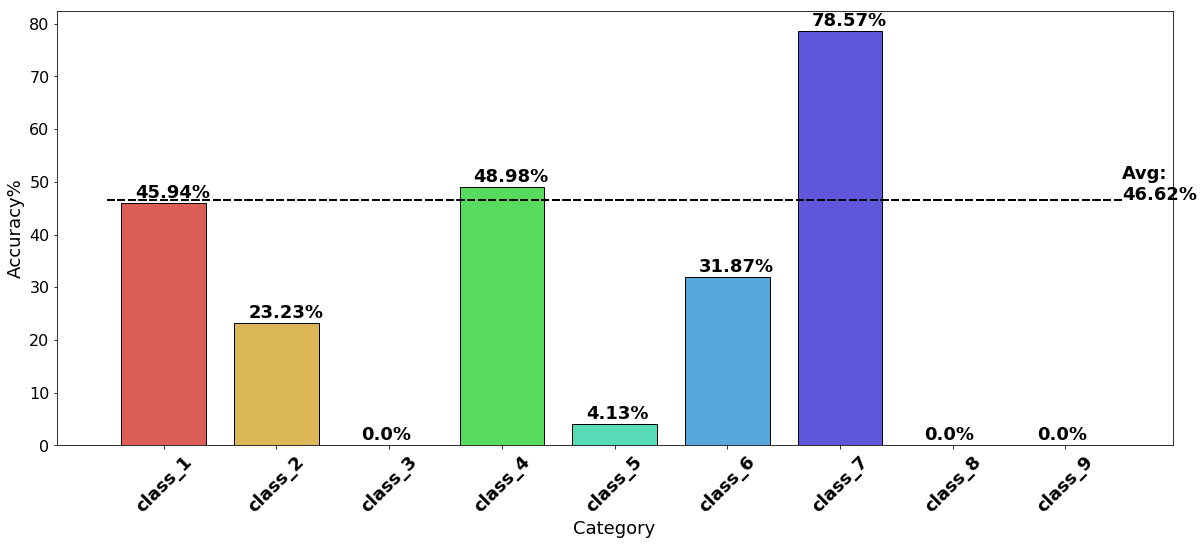 80
70
60
50
40
30
20
10
0
Accuracy%
45.94%
23.23%
0.0%
48.98%
4.13%
31.87%
78.57%
0.0%
0.0%
Avg:
46.62%
class_1
class_2
class_3
class_4
class_5
class_6
class_7
class_8
class_9
Category